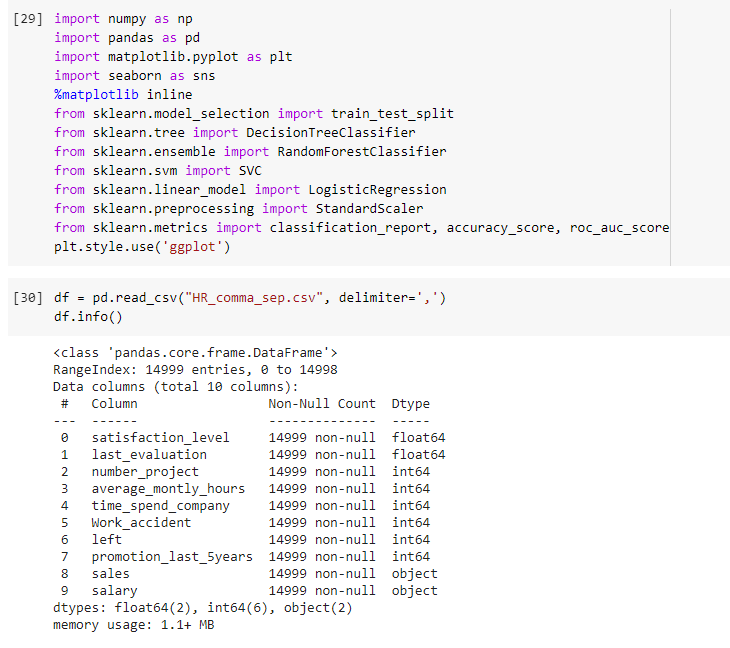 [29] import numpy as np
import pandas as pd
import matplotlib.pyplot as plt
import seaborn as sns
%matplotlib inline
from sklearn.model_selection import train_test_split
from sklearn.tree import DecisionTreeClassifier
from sklearn.ensemble import RandomForestClassifier
from sklearn.svm import SVC
from sklearn.linear_model import LogisticRegression
from sklearn.preprocessing import StandardScaler
from sklearn.metrics import classification_report, accuracy_score, roc_auc_score
plt.style.use('ggplot')
[30] df = pd.read_csv("HR_comma_sep.csv", delimiter=',')
df.info()
<class 'pandas.core.frame.DataFrame'>
RangeIndex: 14999 entries, 0 to 14998
Data columns (total 10 columns):
 #   Column                 Non-Null Count  Dtype
---  ------                 --------------  -----
 0   satisfaction_level     14999 non-null  float64
 1   last_evaluation        14999 non-null  float64
 2   number_project         14999 non-null  int64
 3   average_montly_hours   14999 non-null  int64
 4   time_spend_company     14999 non-null  int64
 5   Work_accident          14999 non-null  int64
 6   left                   14999 non-null  int64
 7   promotion_last_5years  14999 non-null  int64
 8   sales                  14999 non-null  object
 9   salary                 14999 non-null  object
dtypes: float64(2), int64(6), object(2)
memory usage: 1.1+ MB